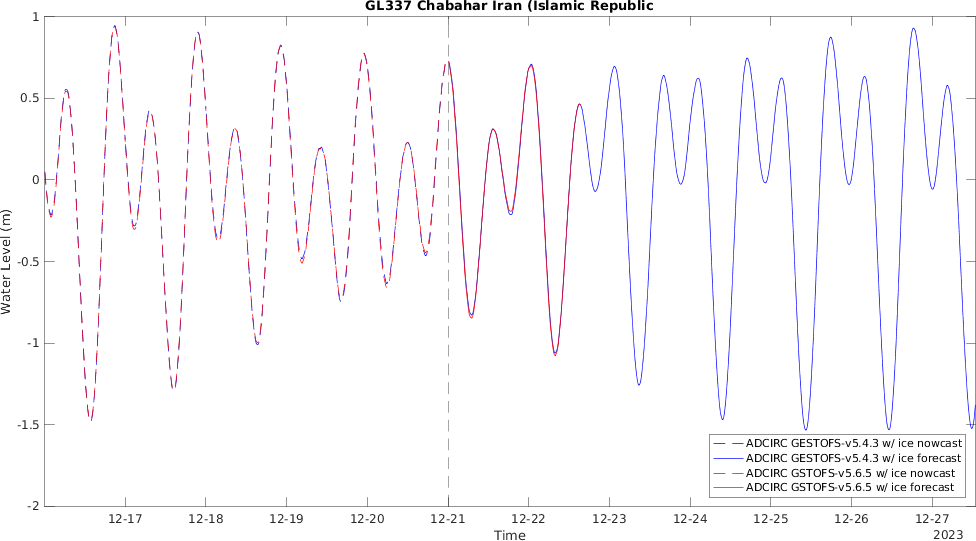 GL337 Chabahar Iran (Islamic Republic
1
0.5
0
-0.5
-1
-1.5
-2
Water Level (m)
12-17 12-18 12-19 12-20 12-21 12-22 12-23 12-24 12-25 12-26 12-27
Time
2023
ADCIRC GESTOFS-v5.4.3 w/ ice nowcast
ADCIRC GESTOFS-v5.4.3 w/ ice forecast
ADCIRC GSTOFS-v5.6.5 w/ ice nowcast
ADCIRC GSTOFS-v5.6.5 w/ ice forecast